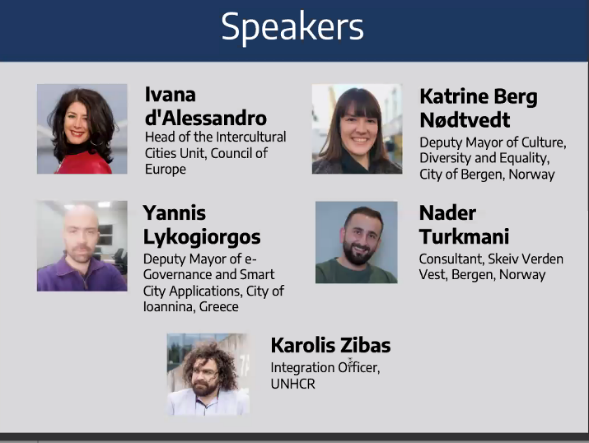 Speakers
Ivana
d'Alessandro
Head of the Intercultural
Cities Unit, Council of
Europe
Katrine Berg
Nødtvedt
Deputy Mayor of Culture,
Diversity and Equality,
City of Bergen, Norway
Yannis
Lykogiorgos
Deputy Mayor of e-
Governance and Smart
City Applications, City of
Ioannina, Greece
Nader
Turkmani
Consultant, Skeiv Verden
Vest, Bergen, Norway
Karolis Zibas
Integration Officer,
UNHCR